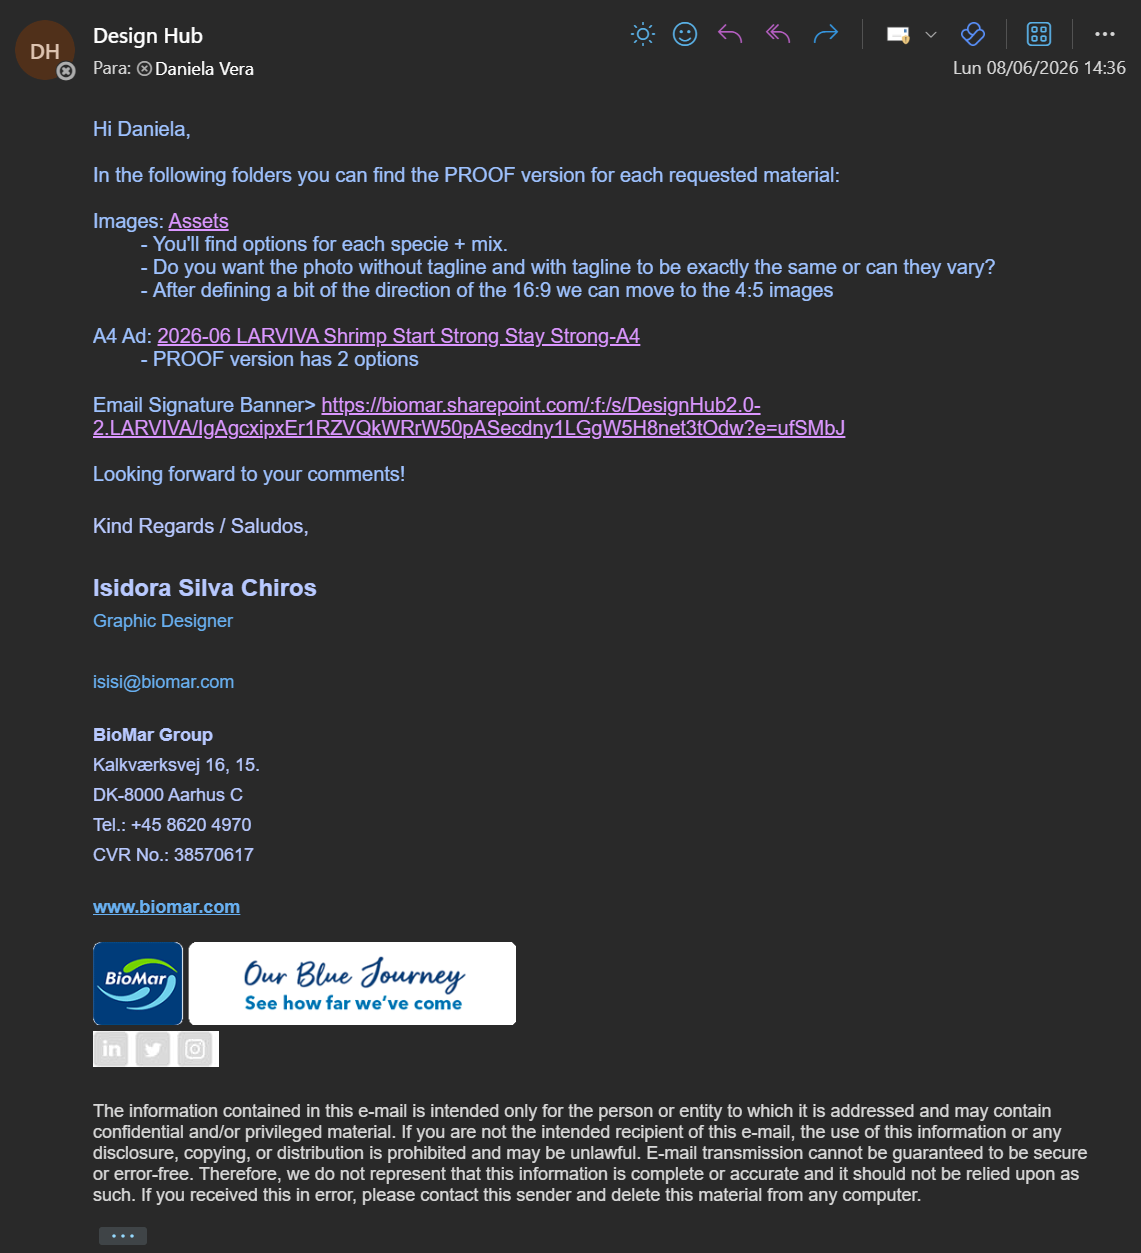 DH
Design Hub
Para: Daniela Vera
Lun 08/06/2026 14:36
Hi Daniela,
In the following folders you can find the PROOF version for each requested material:
Images: Assets
- You'll find options for each specie + mix.
- Do you want the photo without tagline and with tagline to be exactly the same or can they vary?
- After defining a bit of the direction of the 16:9 we can move to the 4:5 images
A4 Ad: 2026-06 LARVIVA Shrimp Start Strong Stay Strong-A4
- PROOF version has 2 options
Email Signature Banner> https://biomar.sharepoint.com/:f:/s/DesignHub2.0-
2.LARVIVA/IgAgcxipxEr1RZVQkWRrW50pASecdny1LGgW5H8net3tOdw?e=ufSMbJ
Looking forward to your comments!
Kind Regards / Saludos,
Isidora Silva Chiros
Graphic Designer
isisi@biomar.com
BioMar Group
Kalkværksvej 16, 15.
DK-8000 Aarhus C
Tel.: +45 8620 4970
CVR No.: 38570617
www.biomar.com
BioMar
Our Blue Journey
See how far we've come
in
The information contained in this e-mail is intended only for the person or entity to which it is addressed and may contain
confidential and/or privileged material. If you are not the intended recipient of this e-mail, the use of this information or any
disclosure, copying, or distribution is prohibited and may be unlawful. E-mail transmission cannot be guaranteed to be secure
or error-free. Therefore, we do not represent that this information is complete or accurate and it should not be relied upon as
such. If you received this in error, please contact this sender and delete this material from any computer.